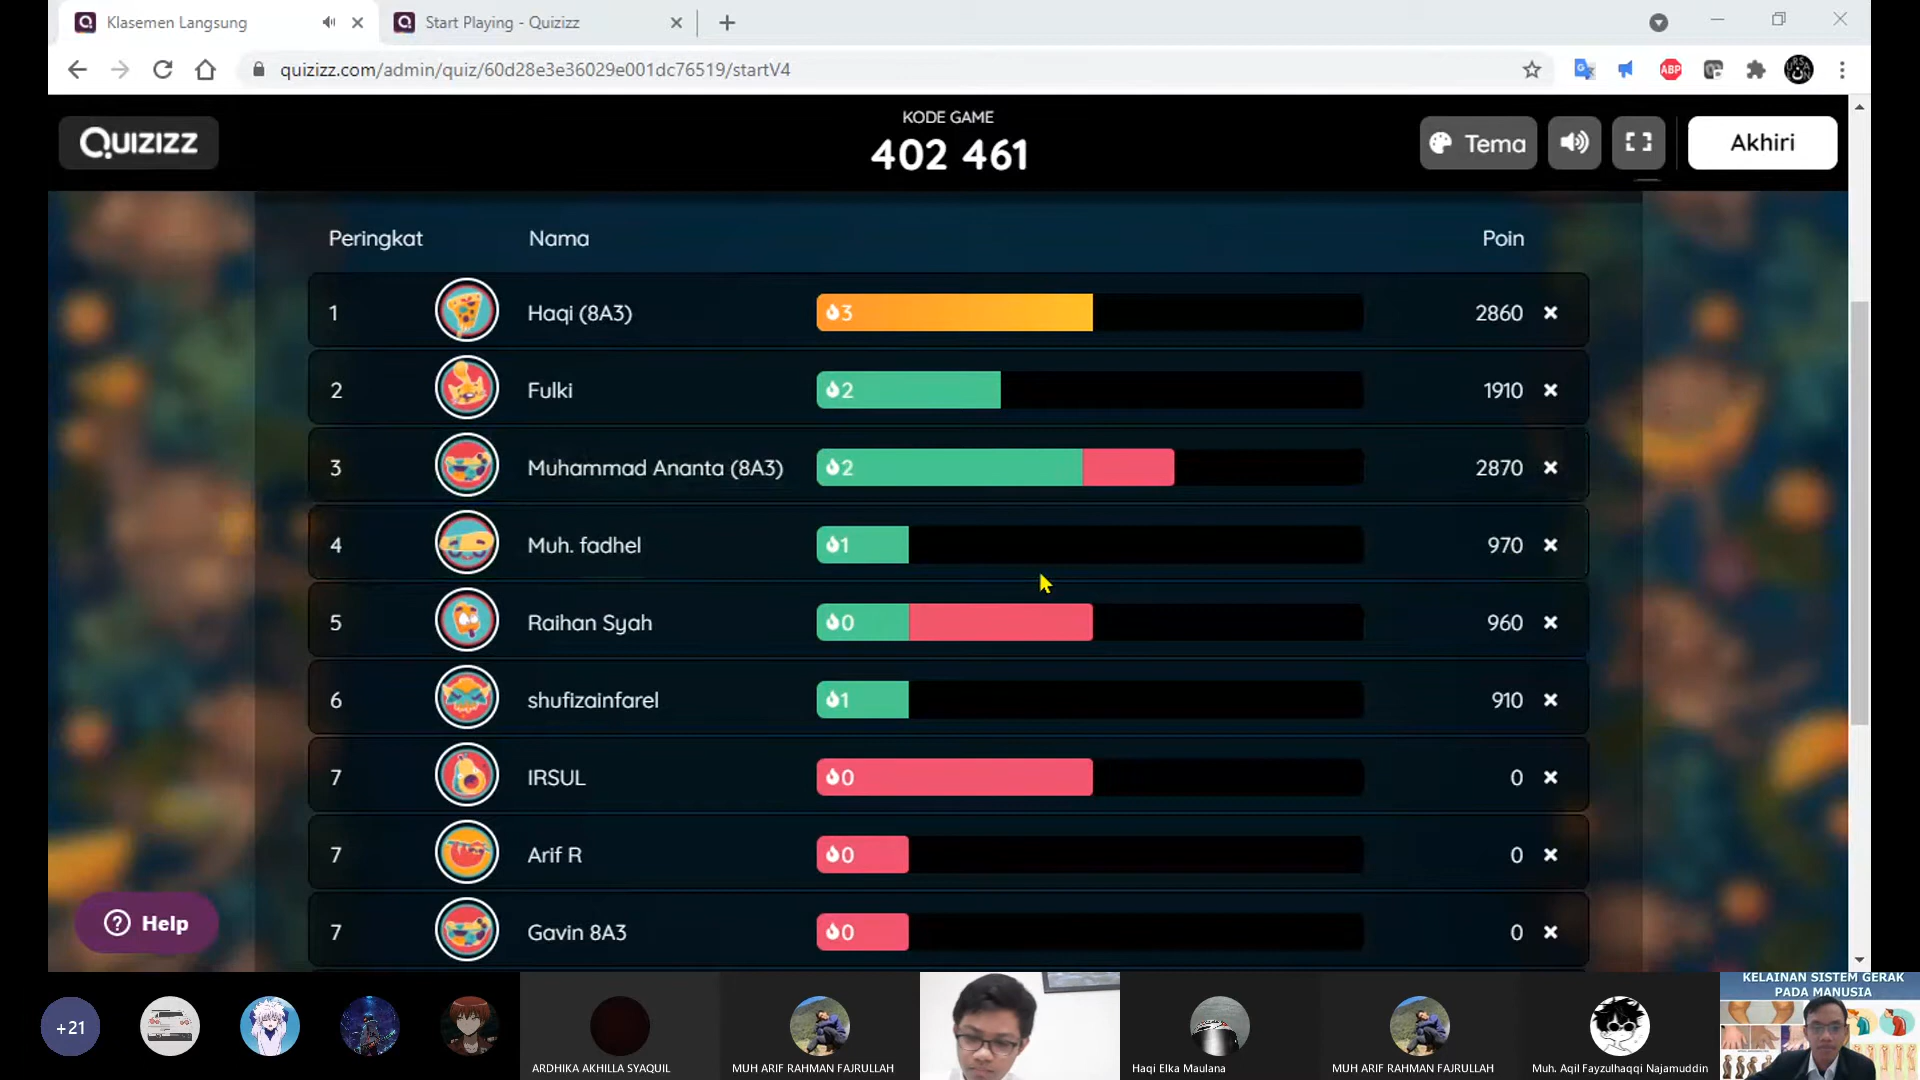 Klasemen Langsung
Start Playing - Quizizz
quizizz.com/admin/quiz/60d28e3e36029e001dc76519/startV4
ABP
QUIZIZZ
KODE GAME
402 461
Tema
Akhiri
Peringkat Nama Poin
1 Haqi (8A3) 3 2860
2 Fulki 2 1910
3 Muhammad Ananta (8A3) 2 2870
4 Muh. fadhel 1 970
5 Raihan Syah 0 960
6 shufizainfarel 1 910
7 IRSUL 0 0
7 Arif R 0 0
7 Gavin 8A3 0 0
Help
+21
ARDHIKA AKHILLA SYAQUIL
MUH ARIF RAHMAN FAJRULLAH
Haqi Elka Maulana
MUH ARIF RAHMAN FAJRULLAH
Muh. Aqil Fayzulhaqqi Najamuddin
KELAINAN SISTEM GERAK
PADA MANUSIA